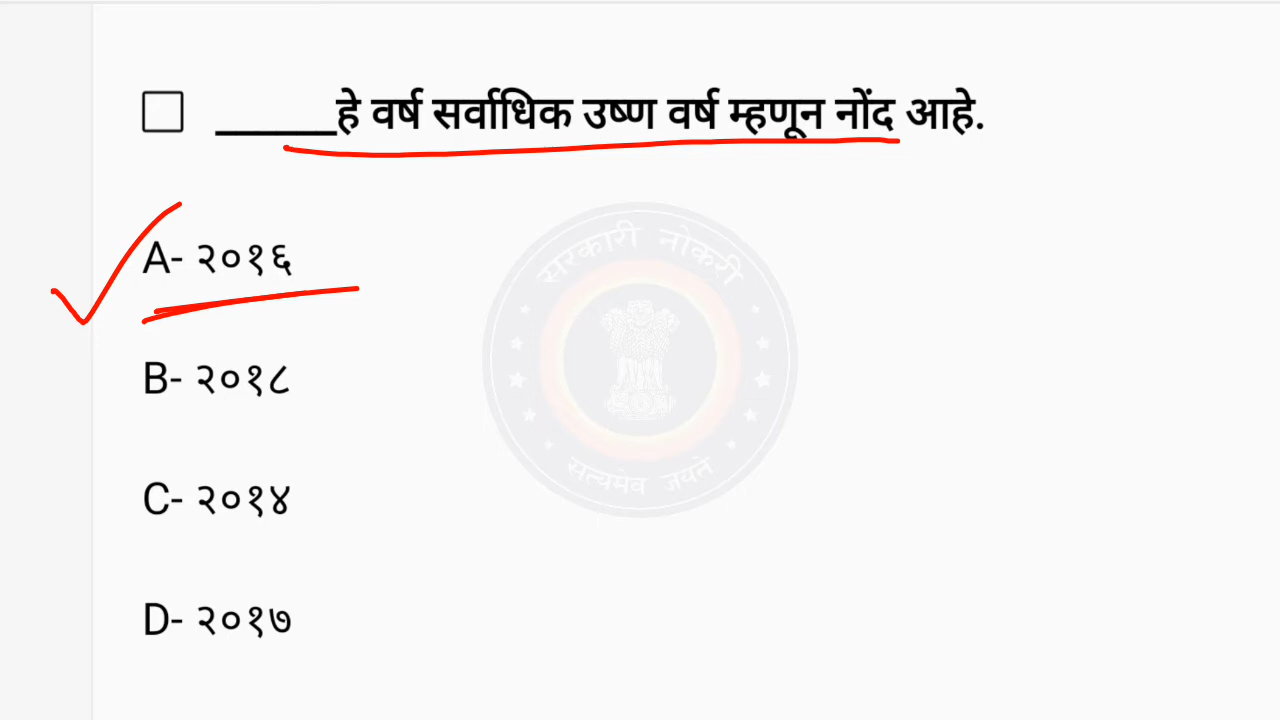 ______हे वर्ष सर्वाधिक उष्ण वर्ष म्हणून नोंद आहे.
A- २०१६
सरकारी नोकरी
B- २०१८
सत्यमेव जयते
C- २०१४
D- २०१७